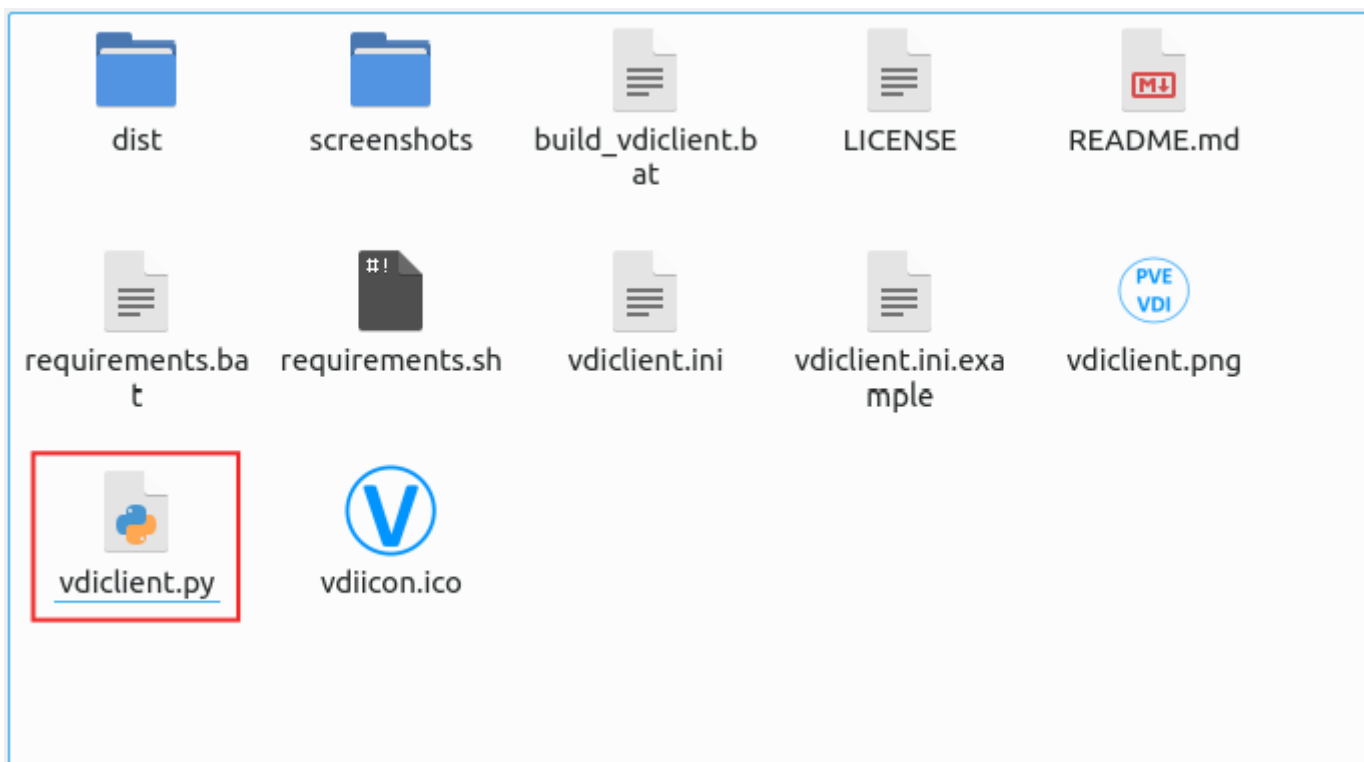 dist
screenshots
build_vdiclient.b
at
LICENSE
M↓
README.md
requirements.ba
t
#!
requirements.sh
vdiclient.ini
vdiclient.ini.exa
mple
PVE
VDI
vdiclient.png
vdiclient.py
V
vdiicon.ico